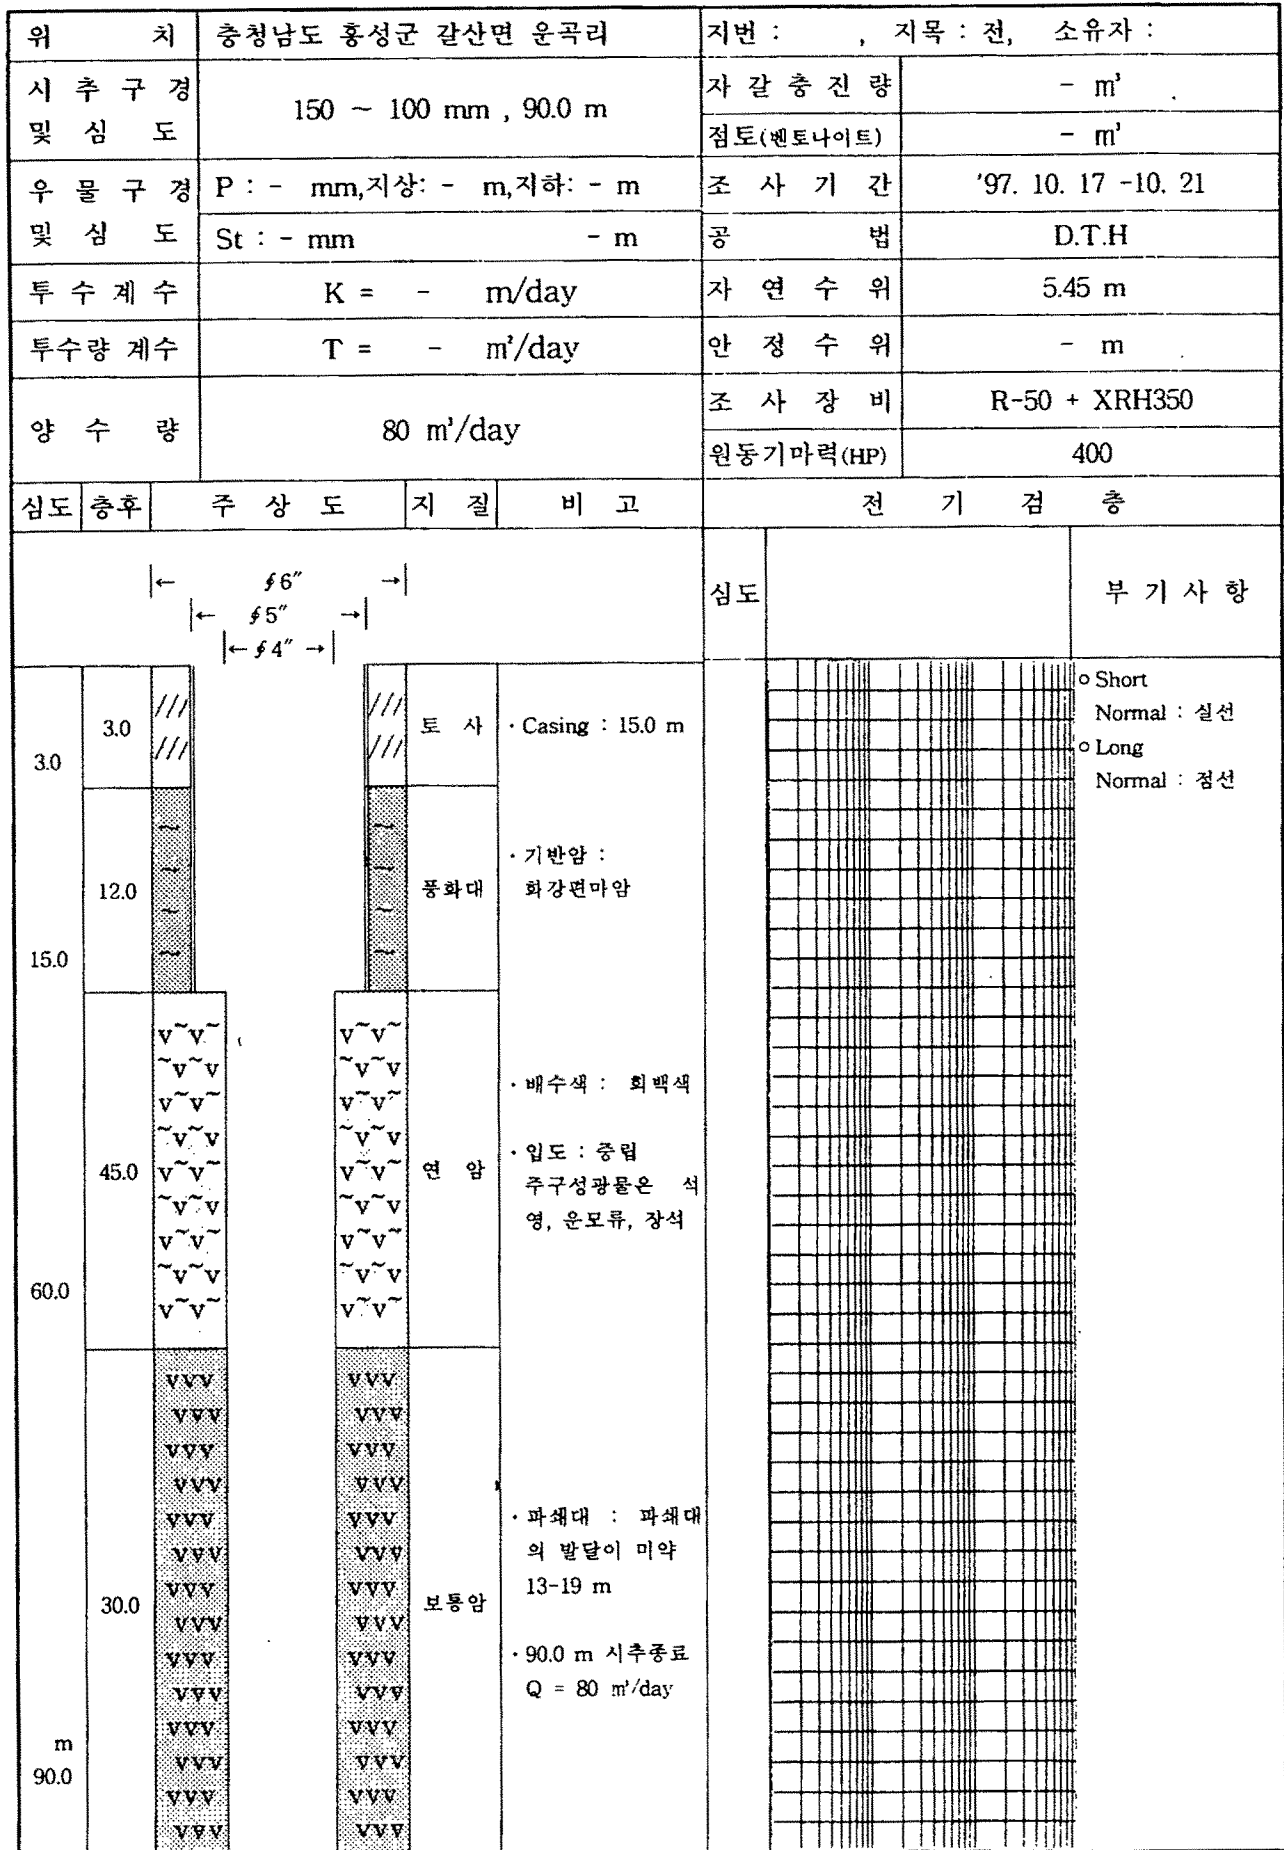 위 치 충청남도 홍성군 갈산면 운곡리 지번 : , 지목 : 전, 소유자 :
시 추 구 경 및 심 도 150 ~ 100 mm , 90.0 m 자 갈 충 진 량 - ㎥
점토(벤토나이트) - ㎥
우 물 구 경 및 심 도 P : - mm,지상: - m,지하: - m 조 사 기 간 '97. 10. 17 -10. 21
St : - mm - m 공 법 D.T.H
투 수 계 수 K = - m/day 자 연 수 위 5.45 m
투수량 계수 T = - ㎡/day 안 정 수 위 - m
양 수 량 80 ㎥/day 조 사 장 비 R-50 + XRH350
원동기마력(HP) 400
심도 층후 주 상 도 지 질 비 고 전 기 검 층
|← ∮6″ →|
|← ∮5″ →|
|← ∮4″ →|
심도 부 기 사 항
3.0 3.0 토 사 · Casing : 15.0 m
○ Short
Normal : 실선
○ Long
Normal : 점선
15.0 12.0 풍화대 · 기반암 :
화강편마암
60.0 45.0 연 암 · 배수색 : 회백색
· 입도 : 중립
주구성광물은 석
영, 운모류, 장석
m
90.0 30.0 보통암 · 파쇄대 : 파쇄대
의 발달이 미약
13-19 m
· 90.0 m 시추종료
Q = 80 ㎥/day